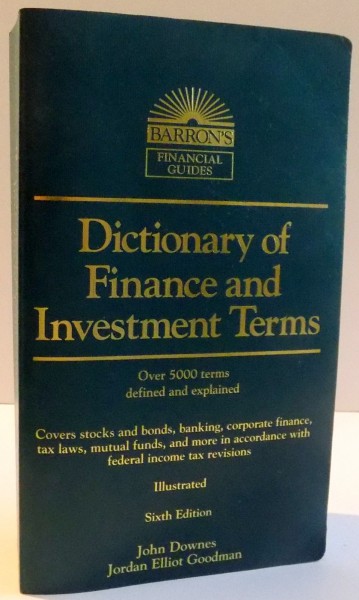 BARRON'S
FINANCIAL
GUIDES
Dictionary of
Finance and
Investment Terms
Over 5000 terms
defined and explained
Covers stocks and bonds, banking, corporate finance,
tax laws, mutual funds, and more in accordance with
federal income tax revisions
Illustrated
Sixth Edition
John Downes
Jordan Elliot Goodman